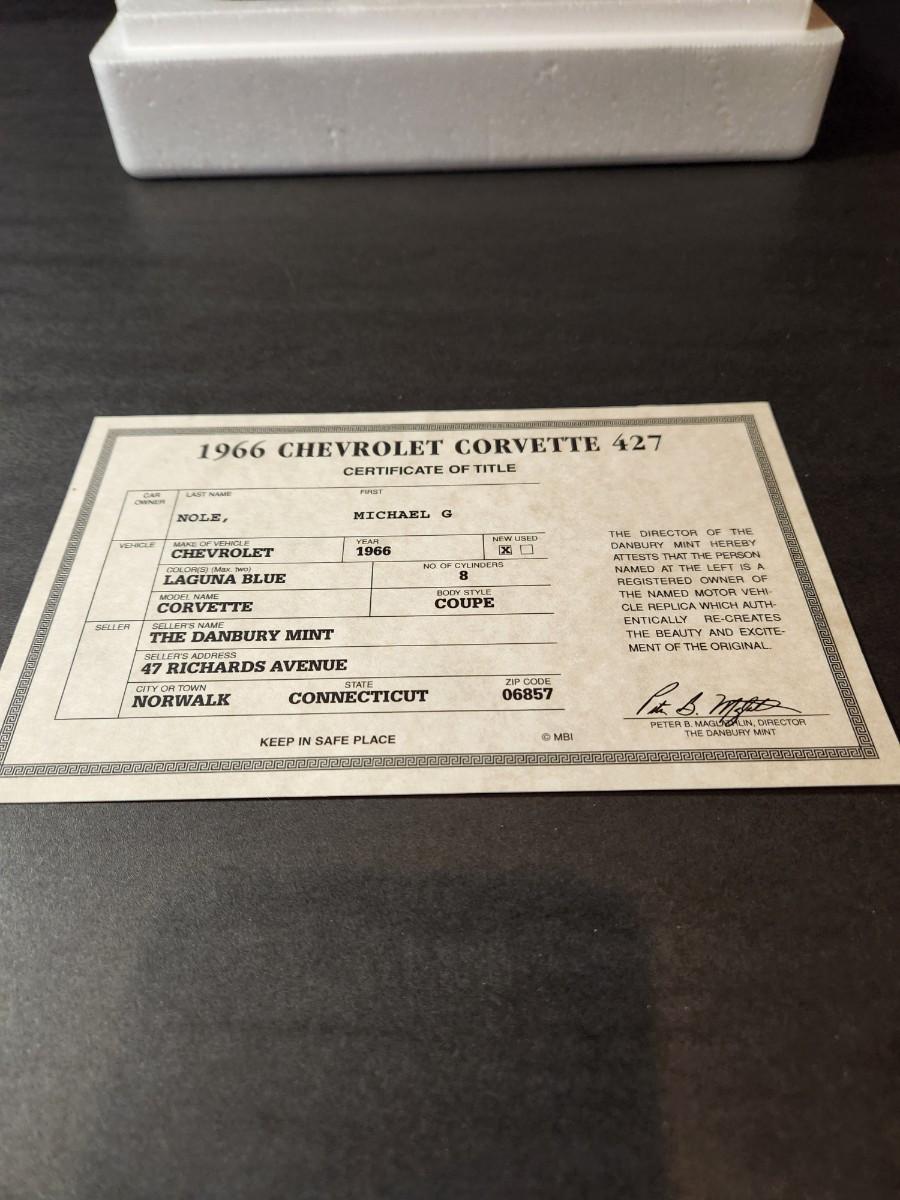 1966 CHEVROLET CORVETTE 427
CERTIFICATE OF TITLE
CAR OWNER
LAST NAME FIRST
NOLE, MICHAEL G
VEHICLE
MAKE OF VEHICLE YEAR NEW USED
CHEVROLET 1966 X
COLOR(S) (Max. two) NO. OF CYLINDERS
LAGUNA BLUE 8
MODEL NAME BODY STYLE
CORVETTE COUPE
SELLER
SELLER'S NAME
THE DANBURY MINT
SELLER'S ADDRESS
47 RICHARDS AVENUE
CITY OR TOWN STATE ZIP CODE
NORWALK CONNECTICUT 06857
KEEP IN SAFE PLACE © MBI
THE DIRECTOR OF THE
DANBURY MINT HEREBY
ATTESTS THAT THE PERSON
NAMED AT THE LEFT IS A
REGISTERED OWNER OF
THE NAMED MOTOR VEHI-
CLE REPLICA WHICH AUTH-
ENTICALLY RE-CREATES
THE BEAUTY AND EXCITE-
MENT OF THE ORIGINAL.
PETER B. MAGLATHLIN, DIRECTOR
THE DANBURY MINT